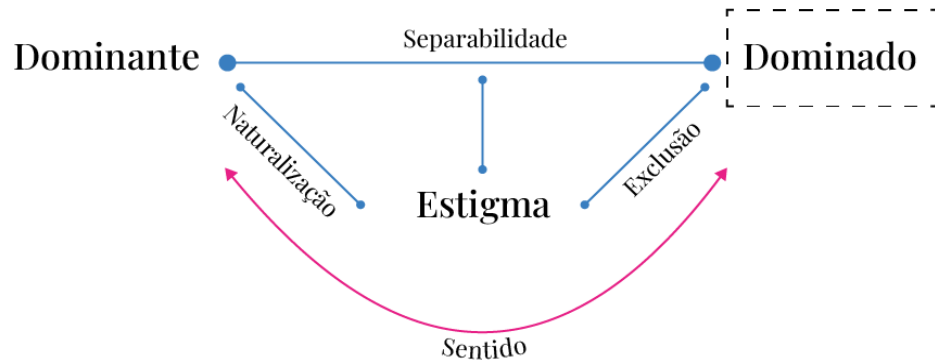 Separabilidade
Dominante
Dominado
Naturalização
Exclusão
Estigma
Sentido